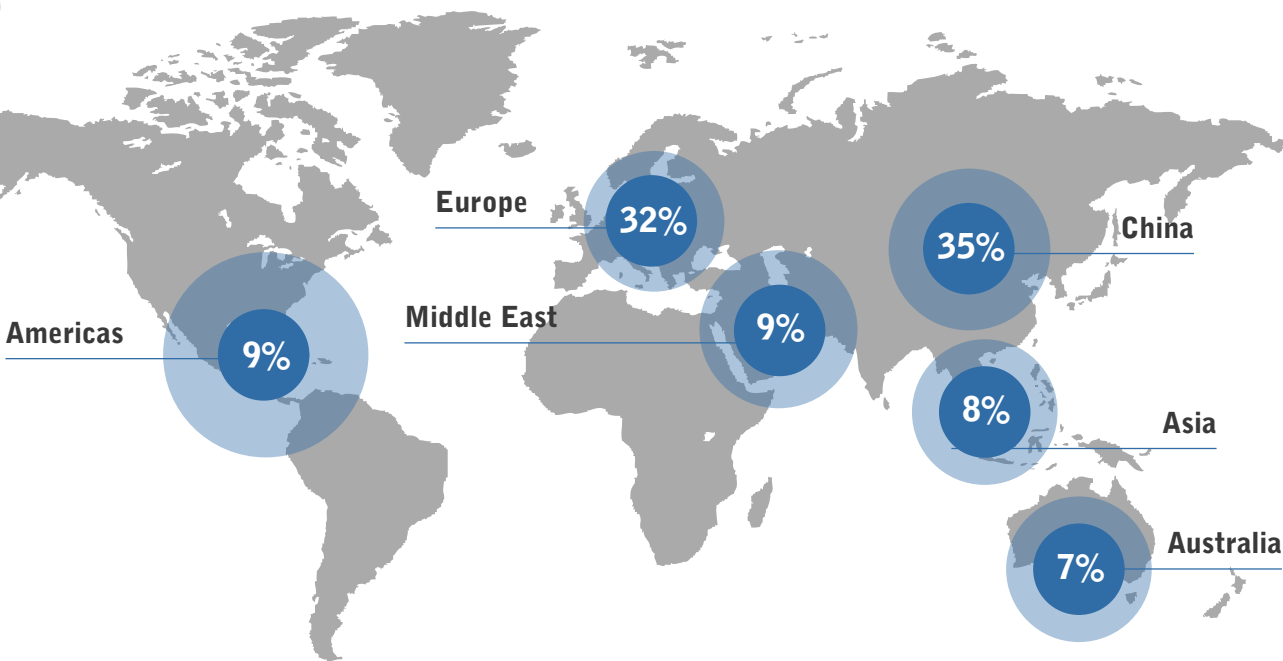 Europe
32%
China
35%
Middle East
9%
Americas
9%
8%
Asia
Australia
7%